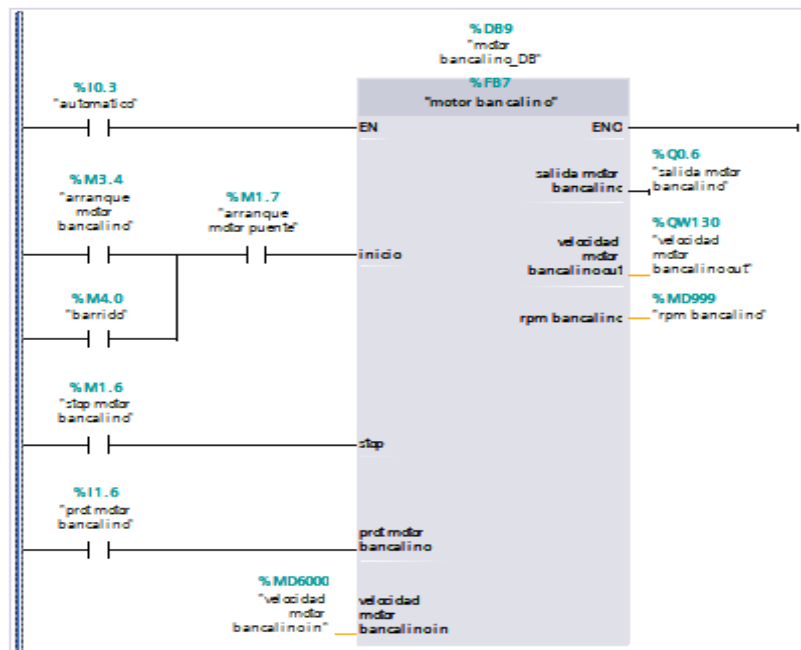 %DB9
"motor
bancalino_DB"
%FB7
"motor bancalino"
%I0.3
"automatico"
EN
ENO
%M3.4
"arranque
motor
bancalino"
%M1.7
"arranque
motor puente"
inicio
salida motor
bancalino
%Q0.6
"salida motor
bancalino"
velocidad
motor
bancalinoout
%QW130
"velocidad
motor
bancalinoout"
%M4.0
"barrido"
rpm bancalino
%MD999
"rpm bancalino"
%M1.6
"stop motor
bancalino"
stop
%I1.6
"prot motor
bancalino"
prot motor
bancalino
%MD6000
"velocidad
motor
bancalinoin"
velocidad
motor
bancalinoin